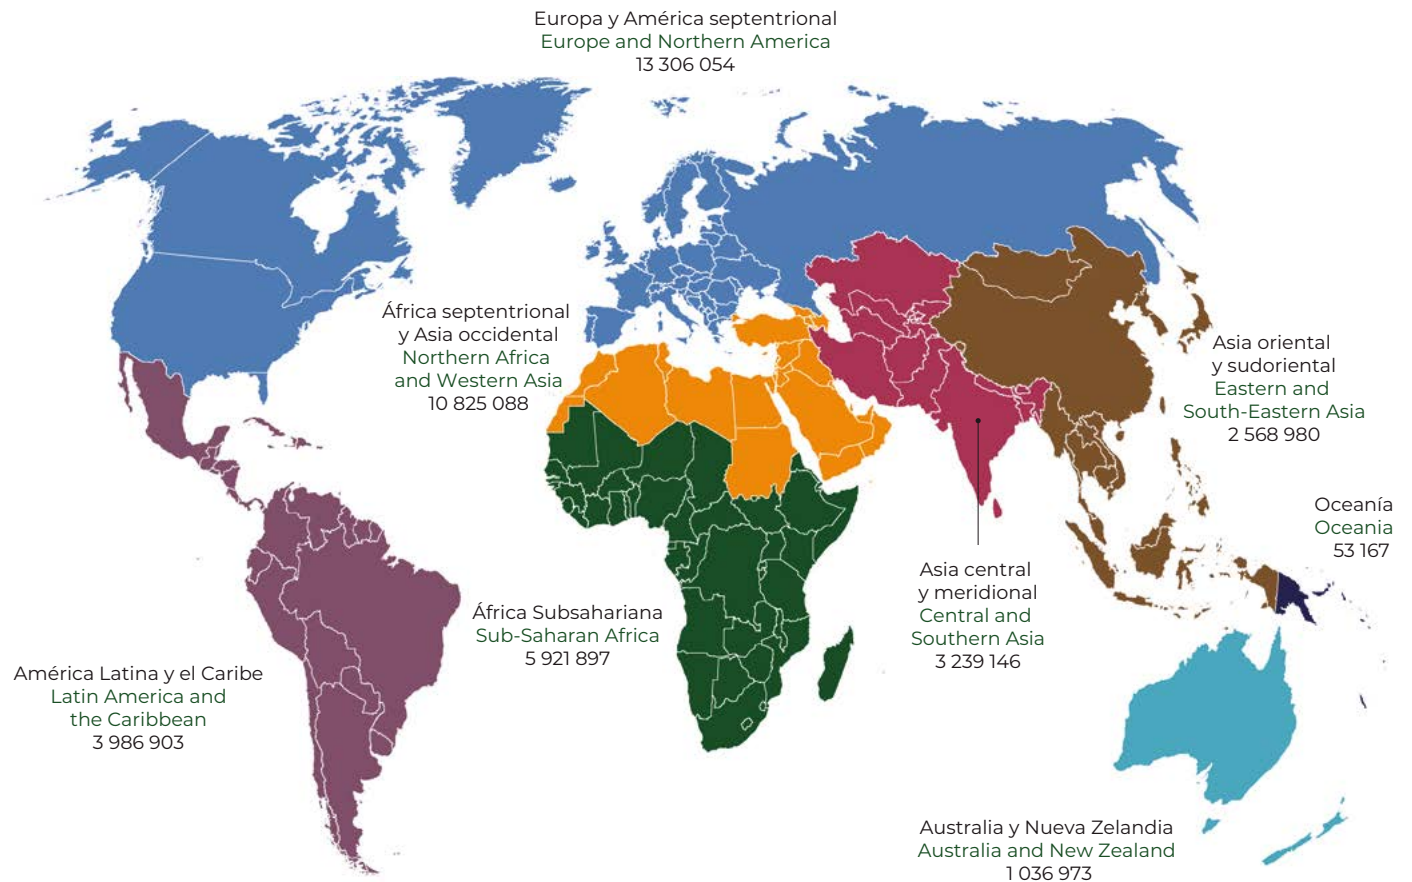 Europa y América septentrional
Europe and Northern America
13 306 054
África septentrional
y Asia occidental
Northern Africa
and Western Asia
10 825 088
Asia oriental
y sudoriental
Eastern and
South-Eastern Asia
2 568 980
Oceanía
Oceania
53 167
Asia central
y meridional
Central and
Southern Asia
3 239 146
África Subsahariana
Sub-Saharan Africa
5 921 897
América Latina y el Caribe
Latin America and
the Caribbean
3 986 903
Australia y Nueva Zelandia
Australia and New Zealand
1 036 973